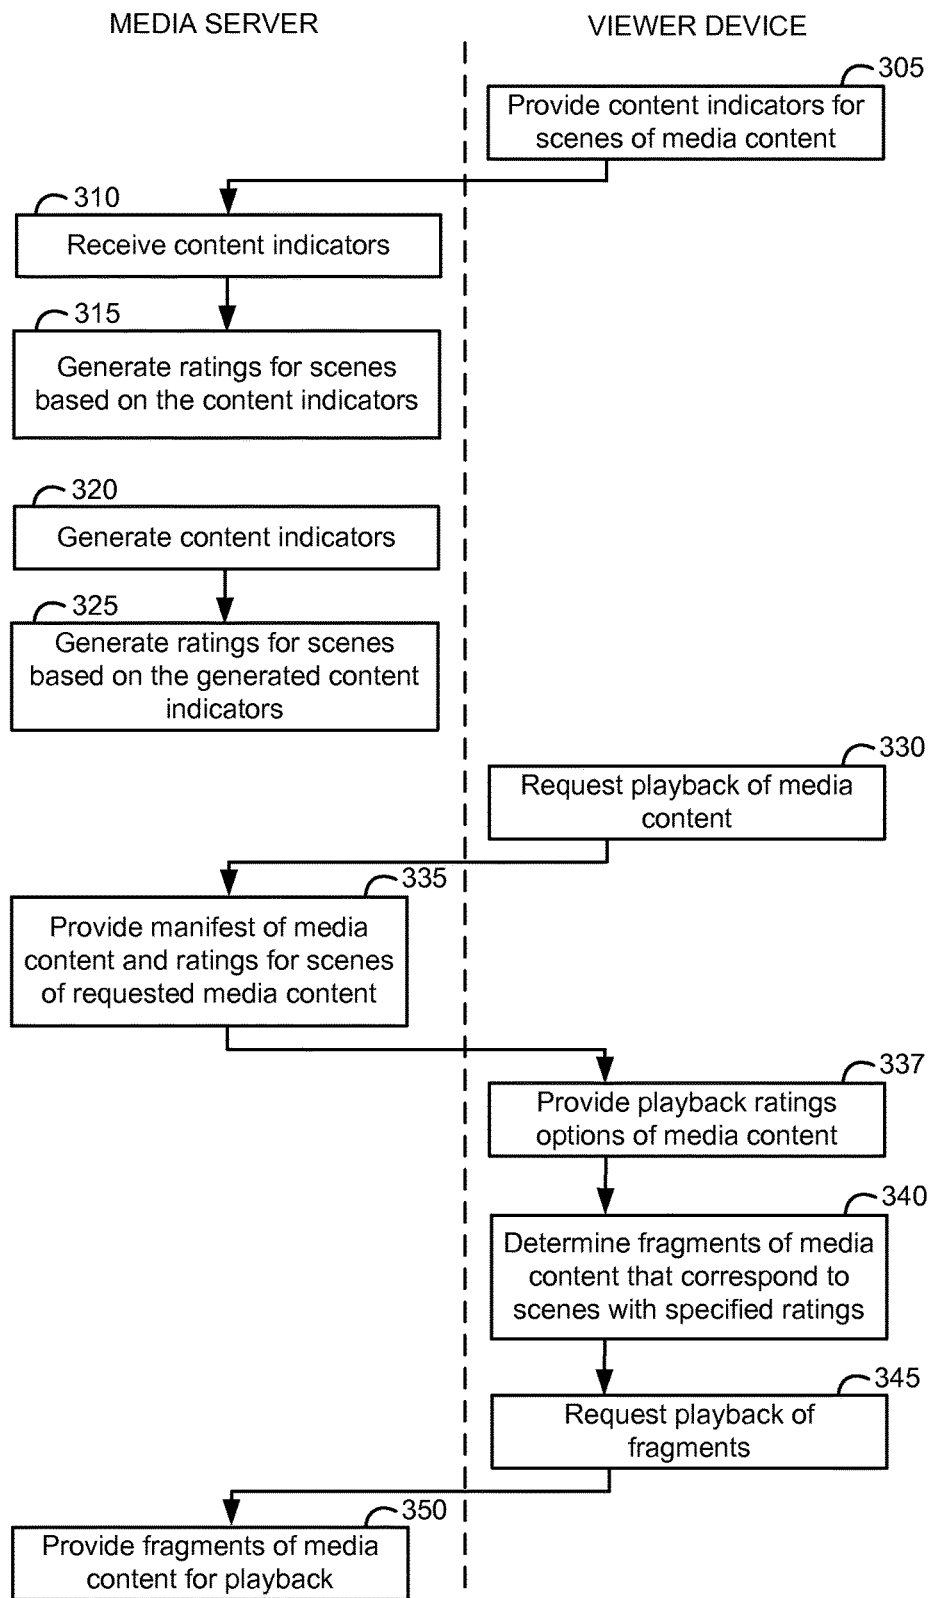 MEDIA SERVER
VIEWER DEVICE
305
Provide content indicators for
scenes of media content
310
Receive content indicators
315
Generate ratings for scenes
based on the content indicators
320
Generate content indicators
325
Generate ratings for scenes
based on the generated content
indicators
330
Request playback of media
content
335
Provide manifest of media
content and ratings for scenes
of requested media content
337
Provide playback ratings
options of media content
340
Determine fragments of media
content that correspond to
scenes with specified ratings
345
Request playback of
fragments
350
Provide fragments of media
content for playback